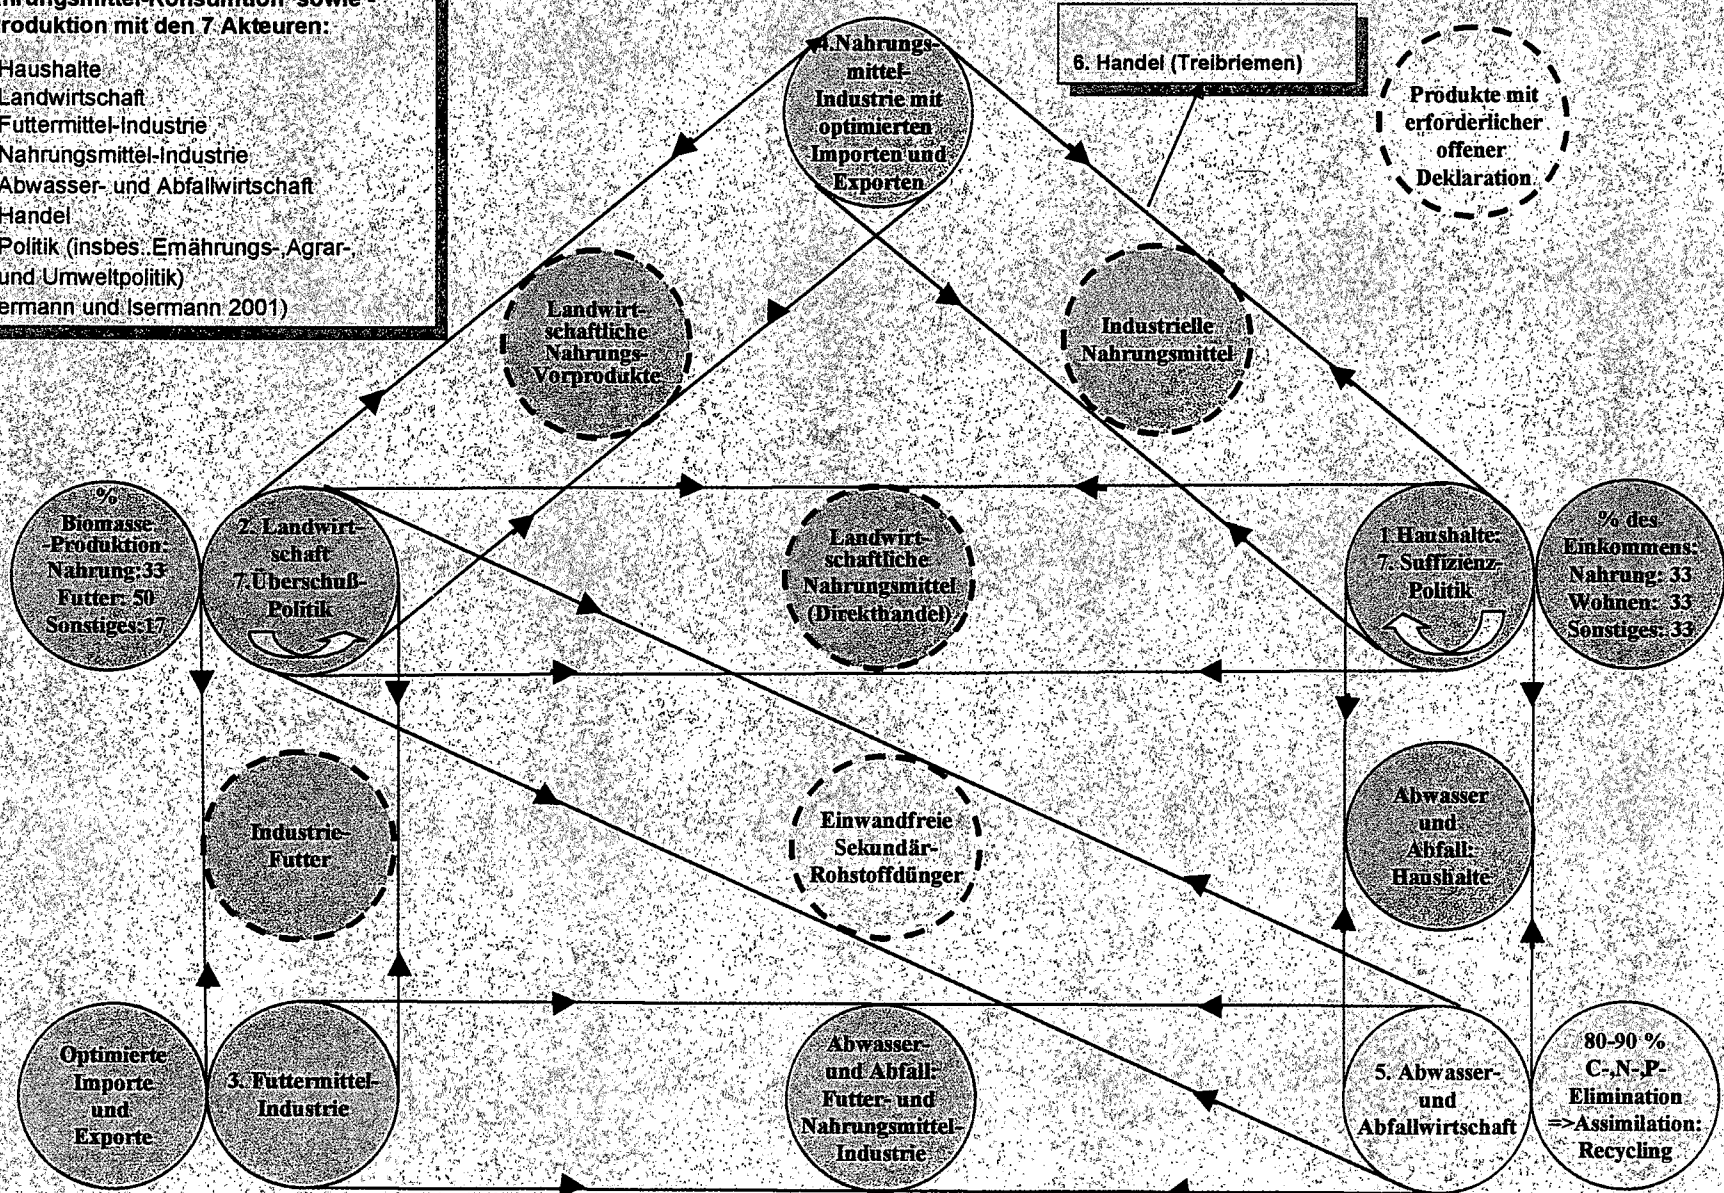 roduktion mit den 7 Akteuren:
Haushalte
Landwirtschaft
Futtermittel-Industrie
Nahrungsmittel-Industrie
Abwasser- und Abfallwirtschaft
Handel
Politik (insbes. Ernährungs-,Agrar-,
und Umweltpolitik)
ermann und Isermann 2001)
4.Nahrungs-
mittel-
Industrie mit
optimierten
Importen und
Exporten
6. Handel (Treibriemen)
Produkte mit
erforderlicher
offener
Deklaration
Landwirt-
schaftliche
Nahrungs-
Vorprodukte
Industrielle
Nahrungsmittel
%
Biomasse
-Produktion:
Nahrung:33
Futter: 50
Sonstiges:17
2. Landwirt-
schaft
7.Überschuß-
Politik
Landwirt-
schaftliche
Nahrungsmittel
(Direkthandel)
1.Haushalte:
7. Suffizienz-
Politik
% des
Einkommens:
Nahrung: 33
Wohnen: 33
Sonstiges: 33
Industrie-
Futter
Einwandfreie
Sekundär-
Rohstoffdünger
Abwasser
und
Abfall:
Haushalte
Optimierte
Importe
und
Exporte
3. Futtermittel-
Industrie
Abwasser-
und Abfall:
Futter- und
Nahrungsmittel-
Industrie
5. Abwasser-
und
Abfallwirtschaft
80-90 %
C-,N-,P-
Elimination
=>Assimilation:
Recycling